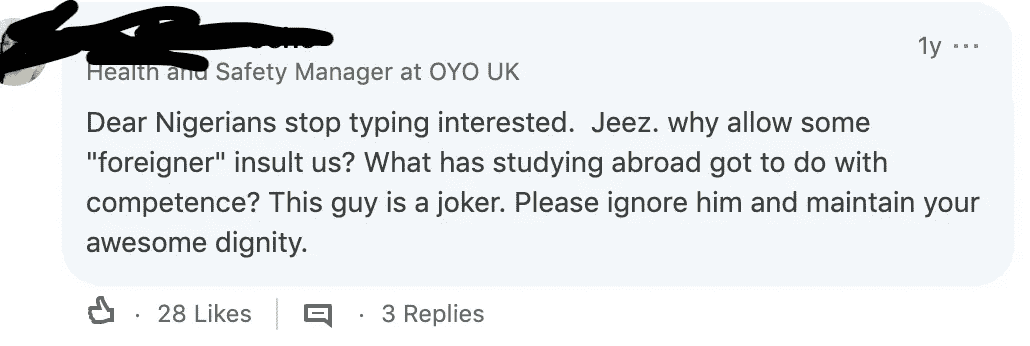 1y ...
Health and Safety Manager at OYO UK
Dear Nigerians stop typing interested.  Jeez. why allow some
"foreigner" insult us? What has studying abroad got to do with
competence? This guy is a joker. Please ignore him and maintain your
awesome dignity.
· 28 Likes | · 3 Replies